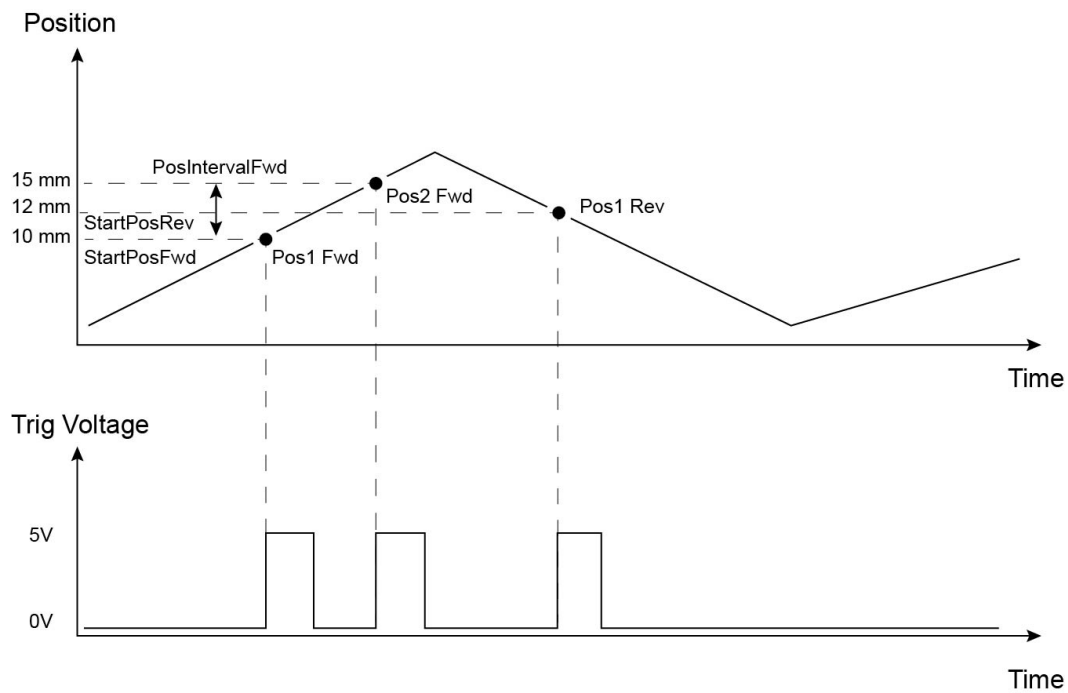 Position
PosIntervalFwd
15 mm
Pos2 Fwd
12 mm
Pos1 Rev
StartPosRev
10 mm
StartPosFwd
Pos1 Fwd
Time
Trig Voltage
5V
0V
Time